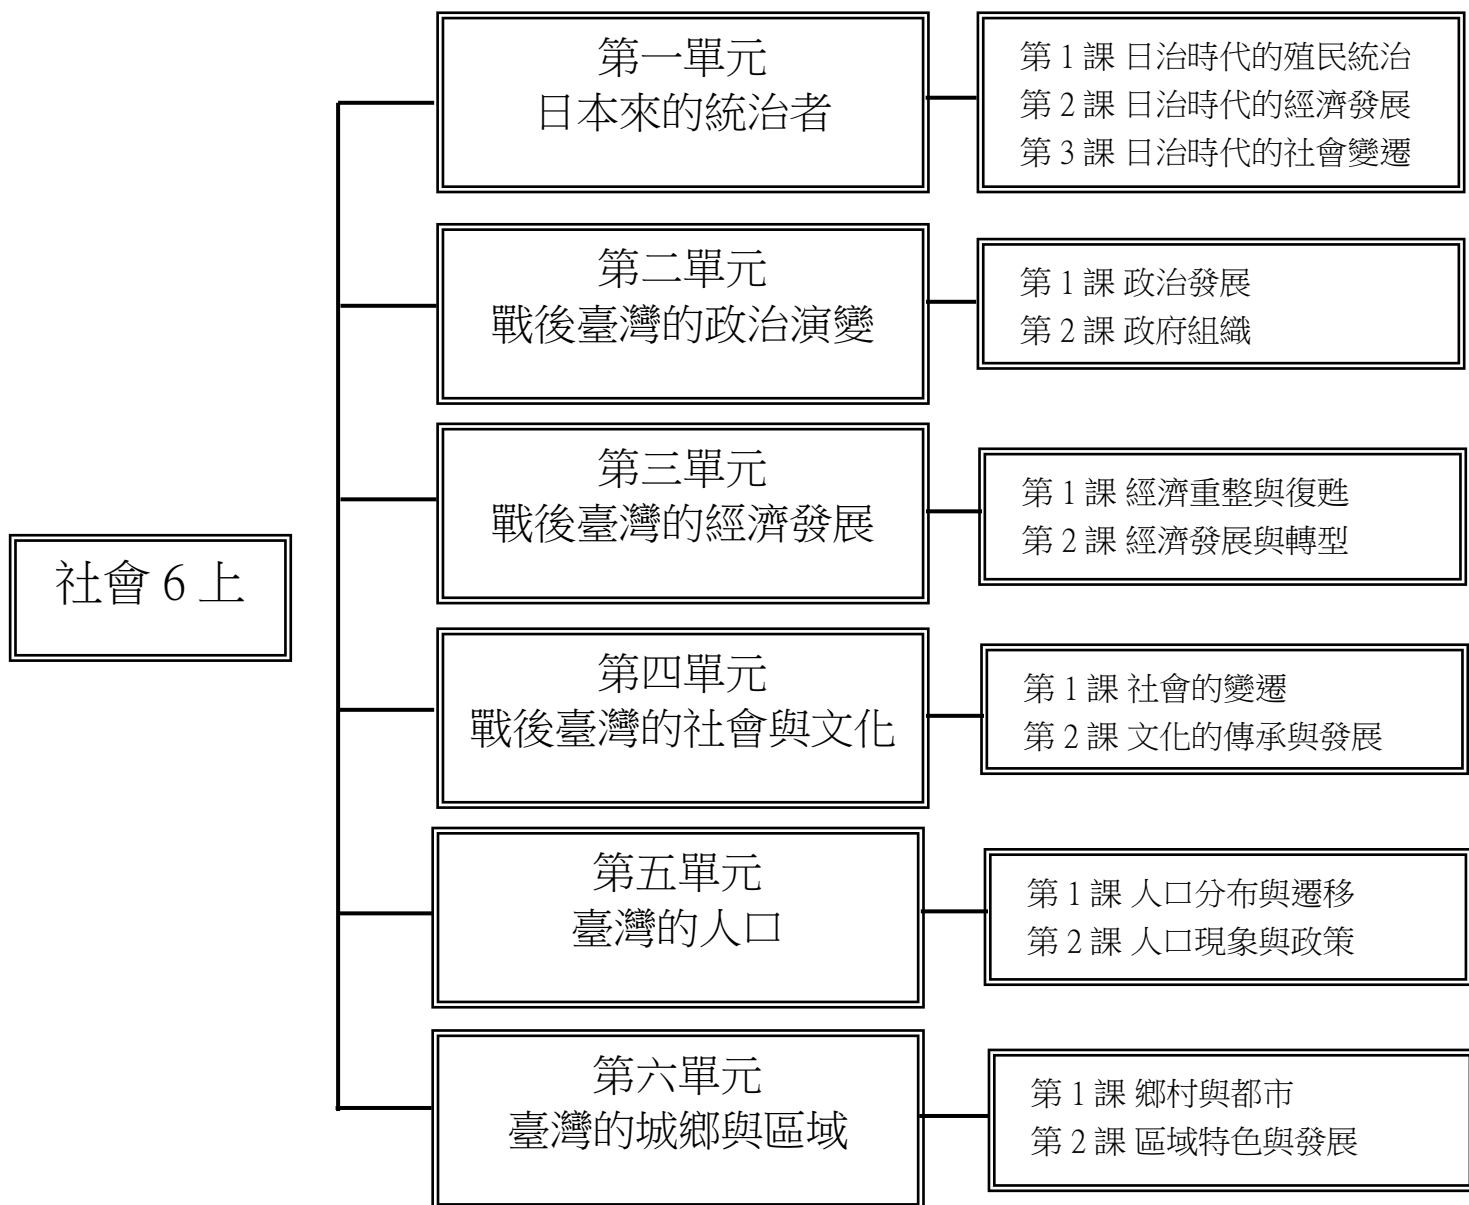 第一單元
日本來的統治者
第 1 課 日治時代的殖民統治
第 2 課 日治時代的經濟發展
第 3 課 日治時代的社會變遷
第二單元
戰後臺灣的政治演變
第 1 課 政治發展
第 2 課 政府組織
第三單元
戰後臺灣的經濟發展
第 1 課 經濟重整與復甦
第 2 課 經濟發展與轉型
社會 6 上
第四單元
戰後臺灣的社會與文化
第 1 課 社會的變遷
第 2 課 文化的傳承與發展
第五單元
臺灣的人口
第 1 課 人口分布與遷移
第 2 課 人口現象與政策
第六單元
臺灣的城鄉與區域
第 1 課 鄉村與都市
第 2 課 區域特色與發展